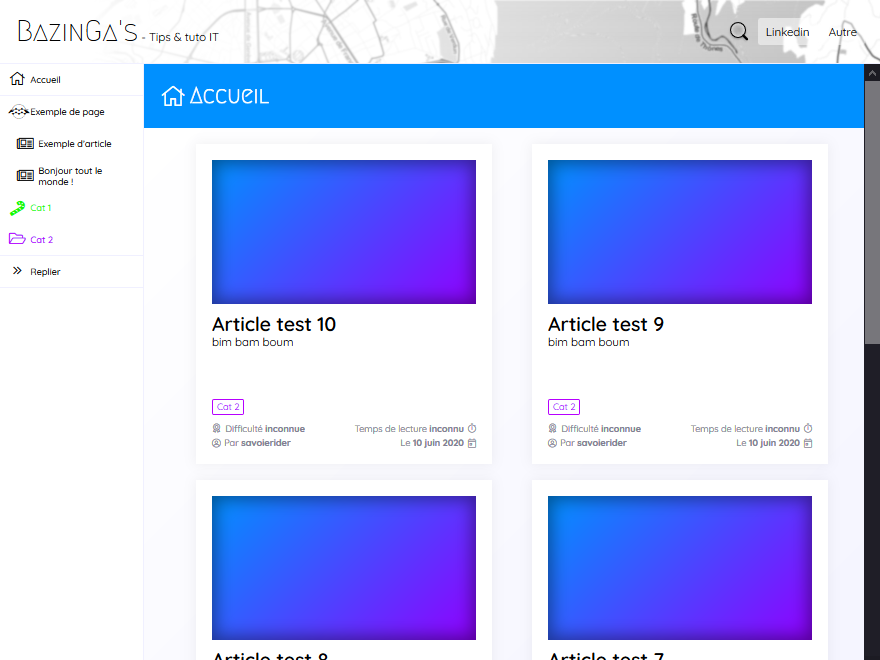 BAZINGA'S - Tips & tuto IT
Linkedin
Autre
Accueil
Exemple de page
Exemple d'article
Bonjour tout le
monde !
Cat 1
Cat 2
Replier
Accueil
Article test 10
bim bam boum
Cat 2
Difficulté inconnue
Temps de lecture inconnu
Par savoierider
Le 10 juin 2020
Article test 9
bim bam boum
Cat 2
Difficulté inconnue
Temps de lecture inconnu
Par savoierider
Le 10 juin 2020
Article test 8
Article test 7